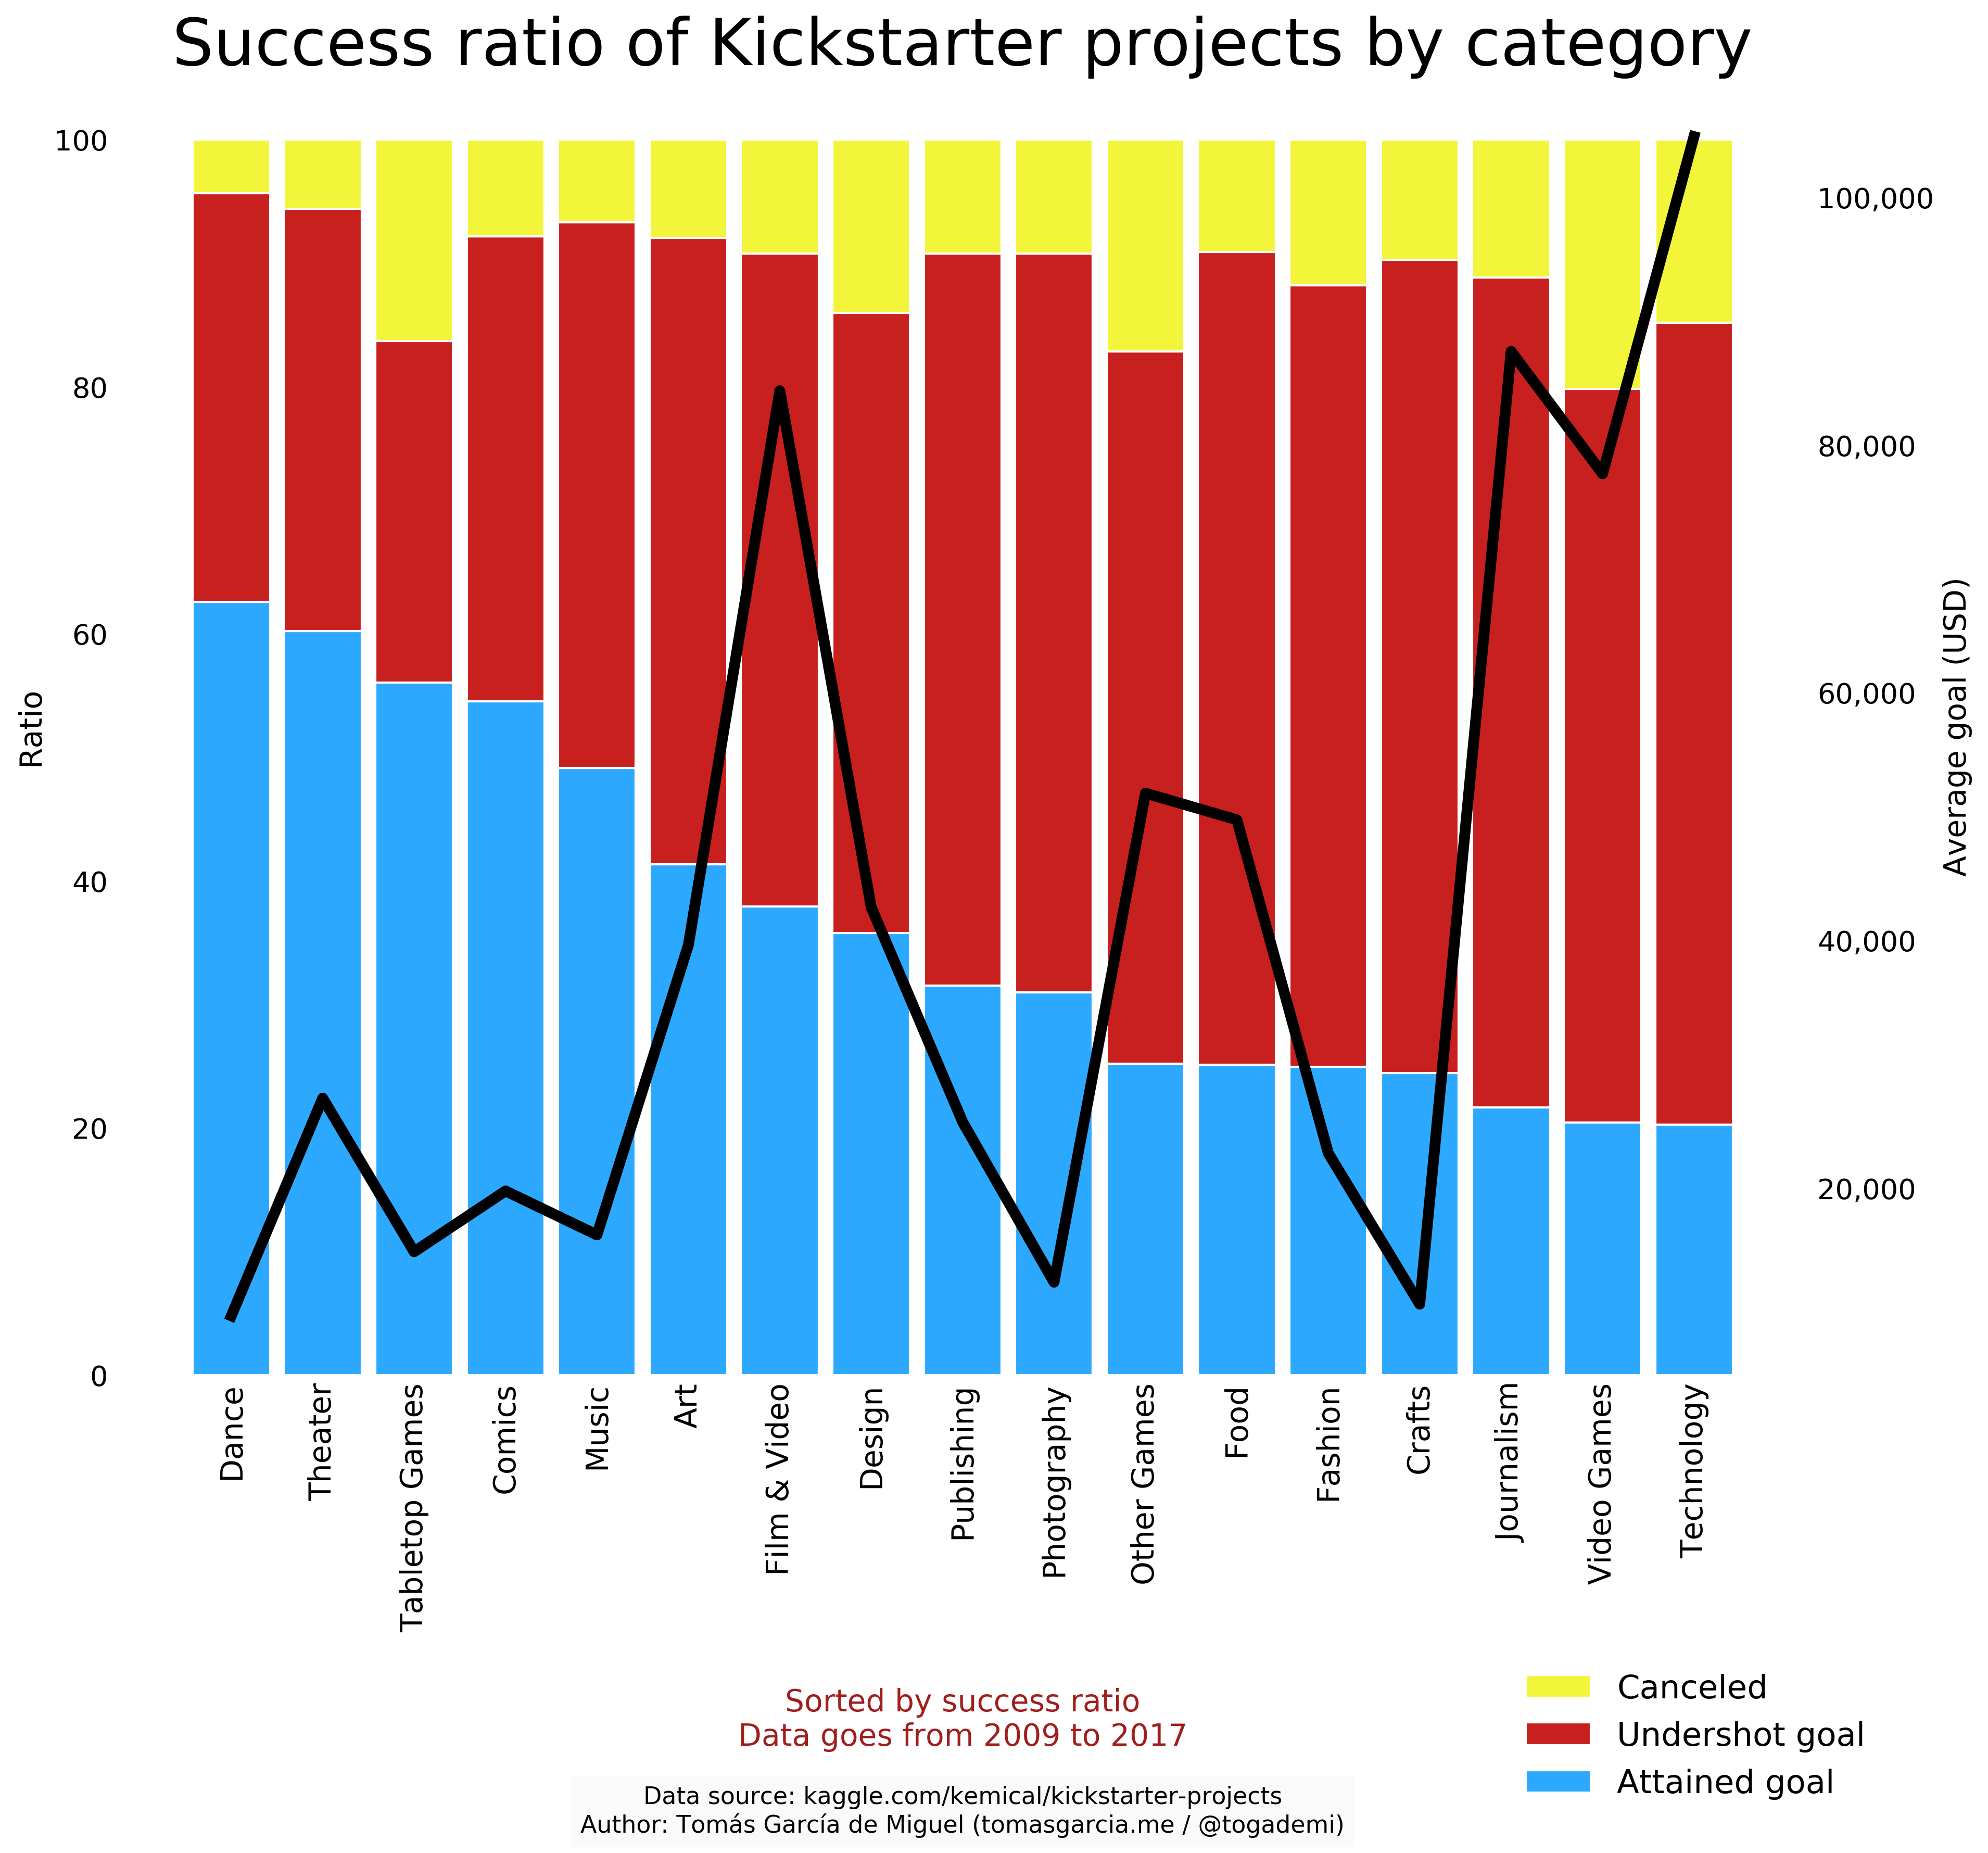 Success ratio of Kickstarter projects by category
100
80
60
40
20
0
Ratio
100,000
80,000
60,000
40,000
20,000
Average goal (USD)
Dance
Theater
Tabletop Games
Comics
Music
Art
Film & Video
Design
Publishing
Photography
Other Games
Food
Fashion
Crafts
Journalism
Video Games
Technology
Sorted by success ratio
Data goes from 2009 to 2017
Canceled
Undershot goal
Attained goal
Data source: kaggle.com/kemical/kickstarter-projects
Author: Tomás García de Miguel (tomasgarcia.me / @togademi)